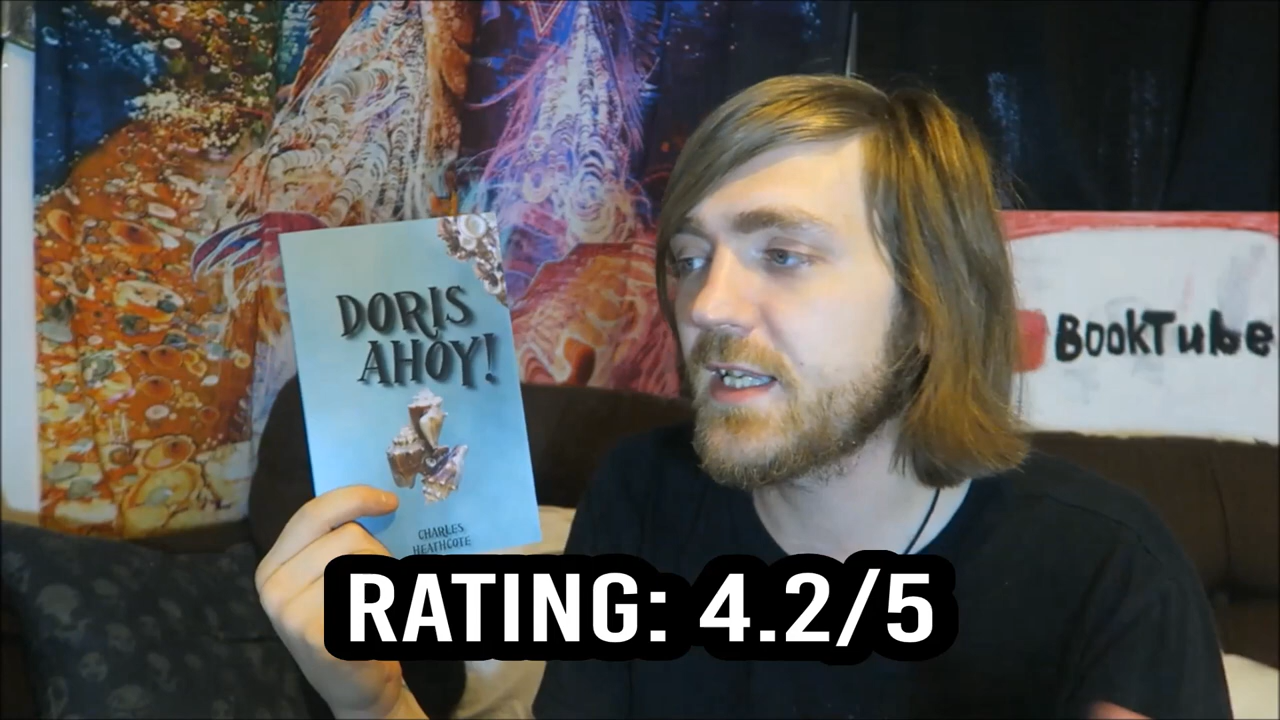 DORIS
AHOY!
CHARLES
HEATHCOTE
BookTube
RATING: 4.2/5